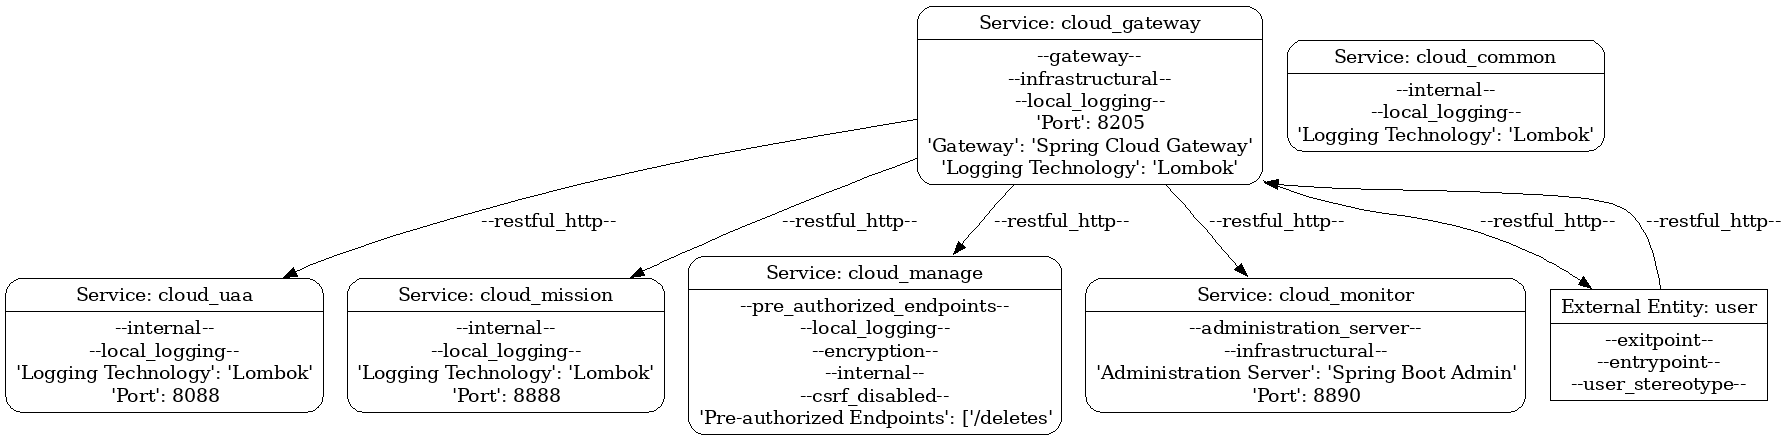 Service: cloud_gateway
--gateway--
--infrastructural--
--local_logging--
'Port': 8205
'Gateway': 'Spring Cloud Gateway'
'Logging Technology': 'Lombok'
Service: cloud_common
--internal--
--local_logging--
'Logging Technology': 'Lombok'
--restful_http--
--restful_http--
--restful_http--
--restful_http--
--restful_http--
--restful_http--
Service: cloud_uaa
--internal--
--local_logging--
'Logging Technology': 'Lombok'
'Port': 8088
Service: cloud_mission
--internal--
--local_logging--
'Logging Technology': 'Lombok'
'Port': 8888
Service: cloud_manage
--pre_authorized_endpoints--
--local_logging--
--encryption--
--internal--
--csrf_disabled--
'Pre-authorized Endpoints': ['/deletes'
Service: cloud_monitor
--administration_server--
--infrastructural--
'Administration Server': 'Spring Boot Admin'
'Port': 8890
External Entity: user
--exitpoint--
--entrypoint--
--user_stereotype--